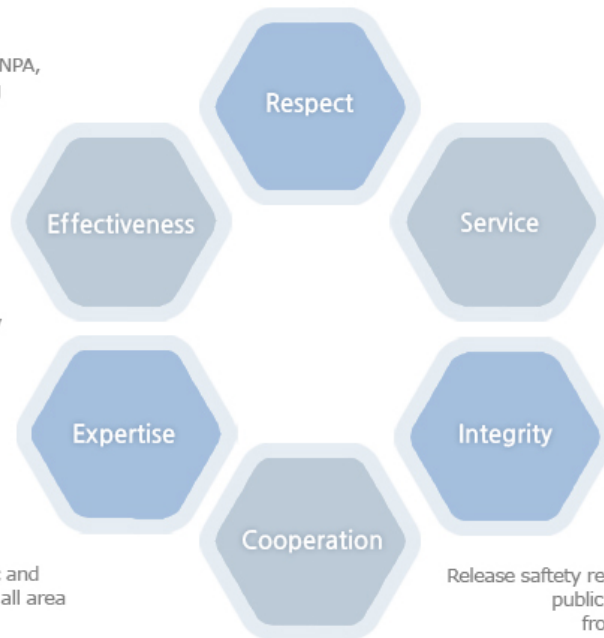 NPA,
Respect
Effectiveness
Service
Expertise
Integrity
Cooperation
and
all area
Release saftety re
public
fro